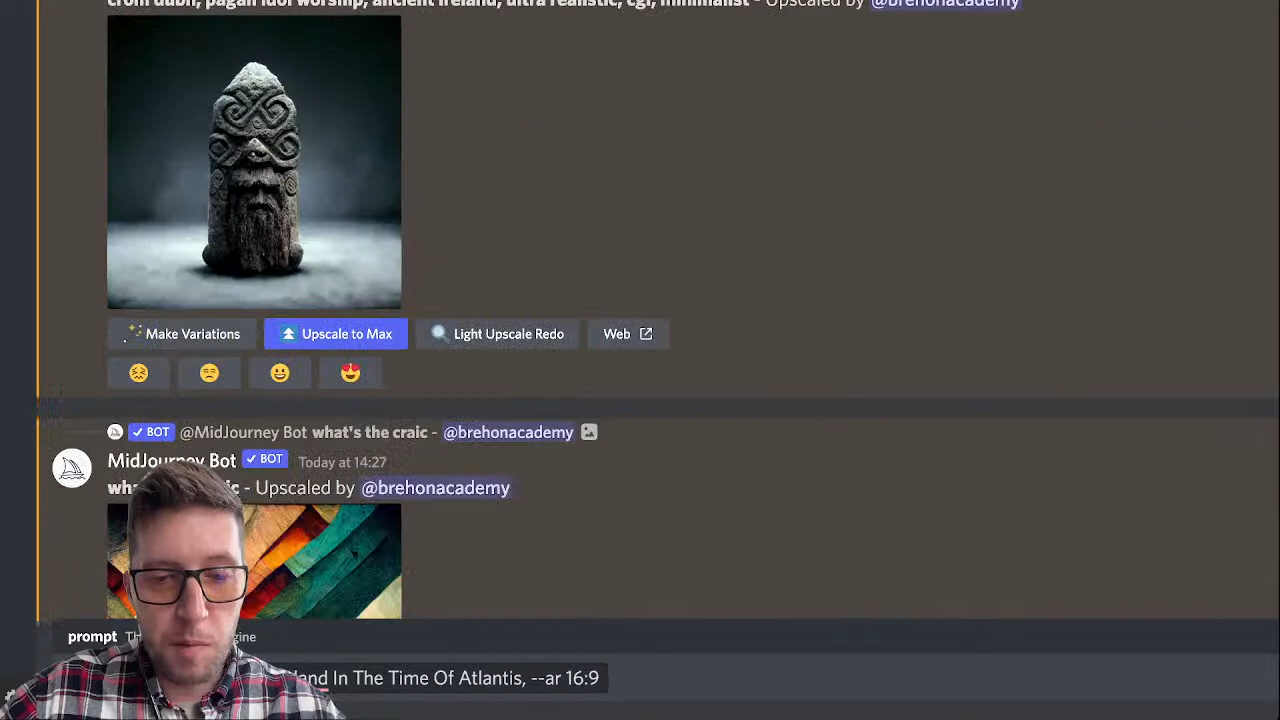 crom dubh, pagan idol worship, ancient ireland, ultra realistic, cgi, minimalist - Upscaled by @brehonacademy
Make Variations Upscale to Max Light Upscale Redo Web
BOT @MidJourney Bot what's the craic - @brehonacademy
MidJourney Bot BOT Today at 14:27
- Upscaled by @brehonacademy
prompt
In The Time Of Atlantis, --ar 16:9